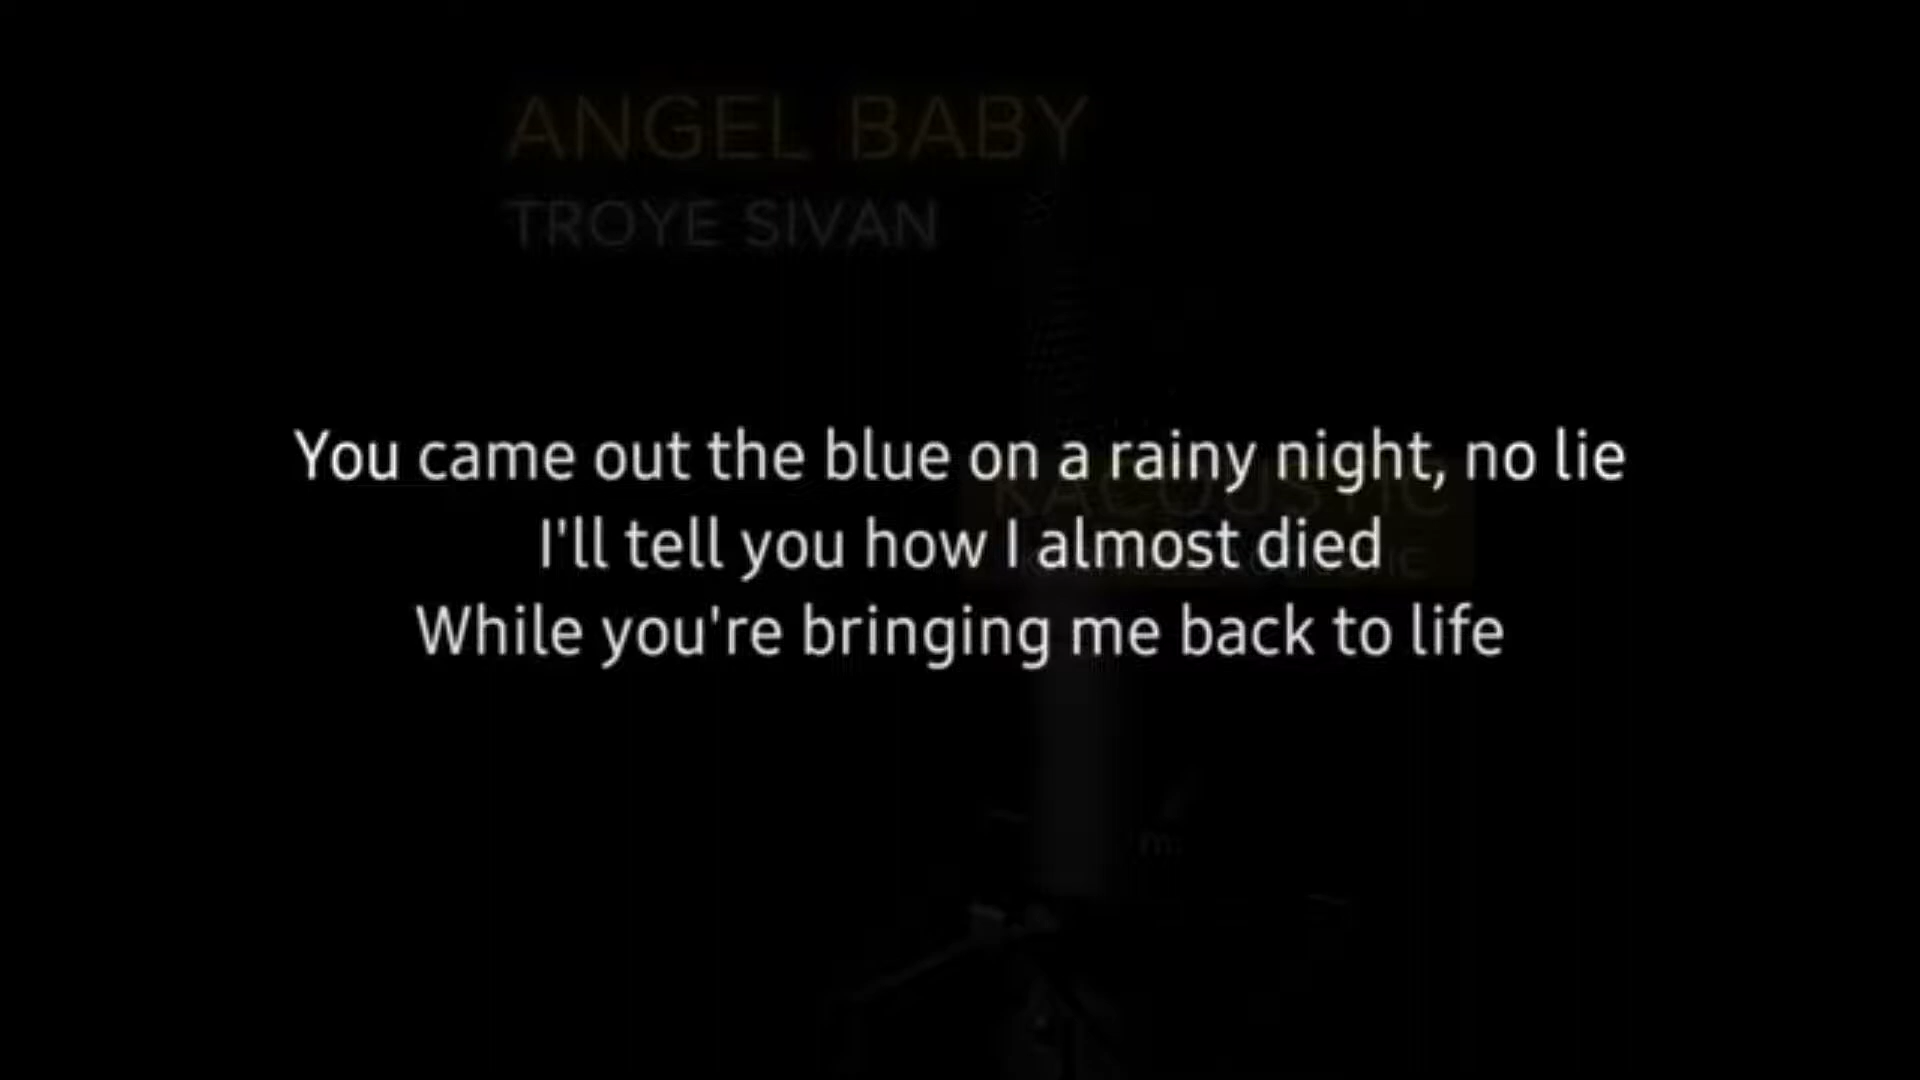 ANGEL BABY
TROYE SIVAN
You came out the blue on a rainy night, no lie
KACOUSTIC
I'll tell you how I almost died
While you're bringing me back to life